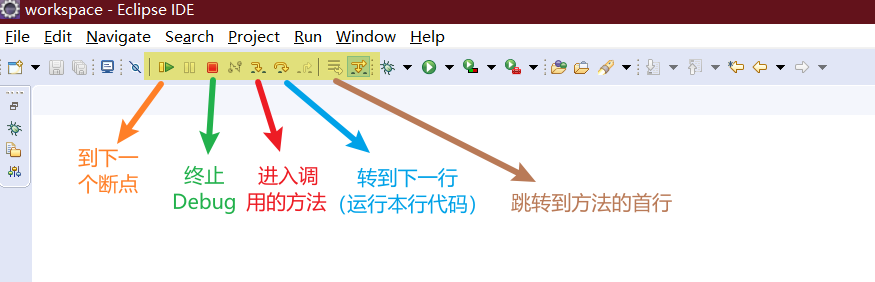 workspace - Eclipse IDE
File Edit Navigate Search Project Run Window Help
到下一
个断点
终止
Debug
进入调
用的方法
转到下一行
(运行本行代码)
跳转到方法的首行